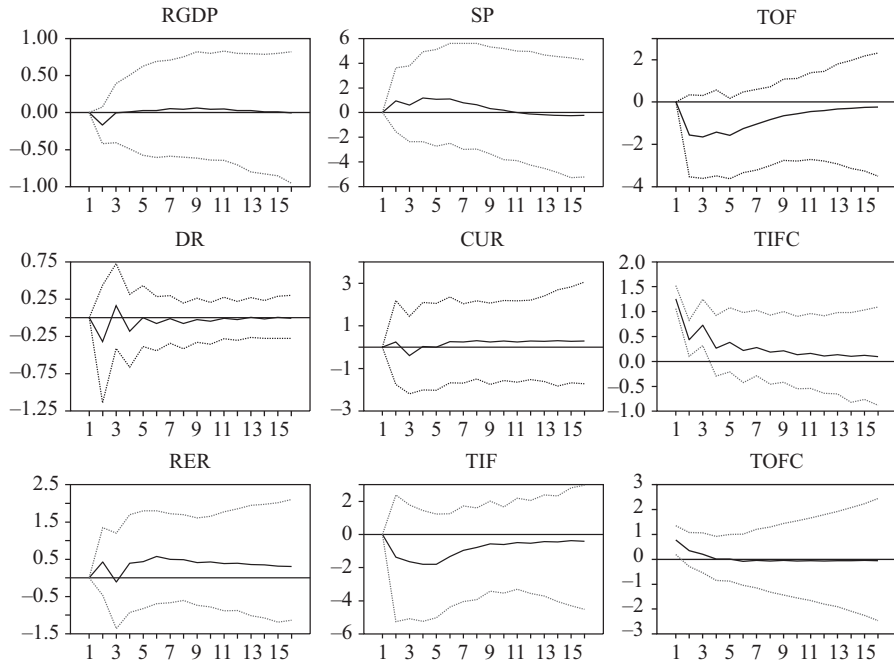 RGDP
1.00
0.50
0.00
–0.50
–1.00
1 3 5 7 9 11 13 15
SP
6
4
2
0
–2
–4
–6
1 3 5 7 9 11 13 15
TOF
2
0
–2
–4
1 3 5 7 9 11 13 15
DR
0.75
0.25
–0.25
–0.75
–1.25
1 3 5 7 9 11 13 15
CUR
3
1
–1
–3
1 3 5 7 9 11 13 15
TIFC
2.0
1.5
1.0
0.5
0.0
–0.5
–1.0
1 3 5 7 9 11 13 15
RER
2.5
1.5
0.5
–0.5
–1.5
1 3 5 7 9 11 13 15
TIF
2
0
–2
–4
–6
1 3 5 7 9 11 13 15
TOFC
3
2
1
0
–1
–2
–3
1 3 5 7 9 11 13 15